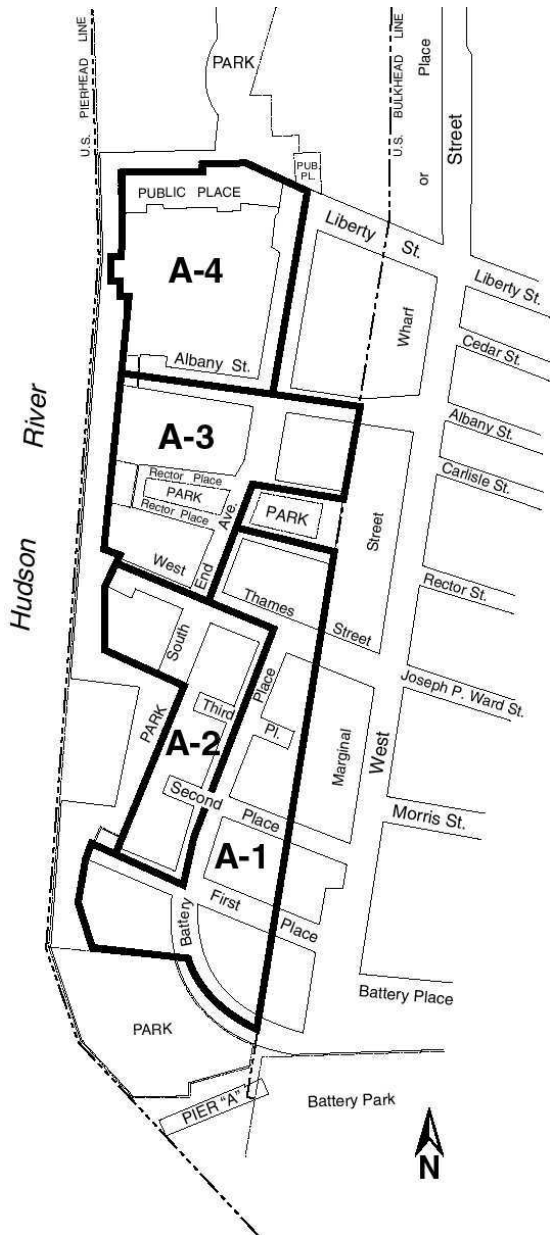 U.S. PIERHEAD LINE
PARK
U.S. BULKHEAD LINE
Place
or
Street
PUB.
PL.
PUBLIC PLACE
Liberty St.
A-4
Liberty St.
Wharf
Cedar St.
Albany St.
Albany St.
A-3
Carlisle St.
Rector Place
PARK
Rector Place
PARK
Street
Hudson River
West
End
Ave.
Rector St.
Thames Street
South
Place
Joseph P. Ward St.
PARK
Third Pl.
A-2
Marginal
West
Second Place
Morris St.
A-1
First Place
Battery
Battery Place
PARK
PIER "A"
Battery Park
N